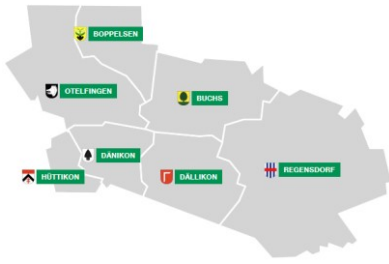 BOPPELSEN
OTELFINGEN
BUCHS
DÄNIKON
HÜTTIKON
DÄLLIKON
REGENSDORF